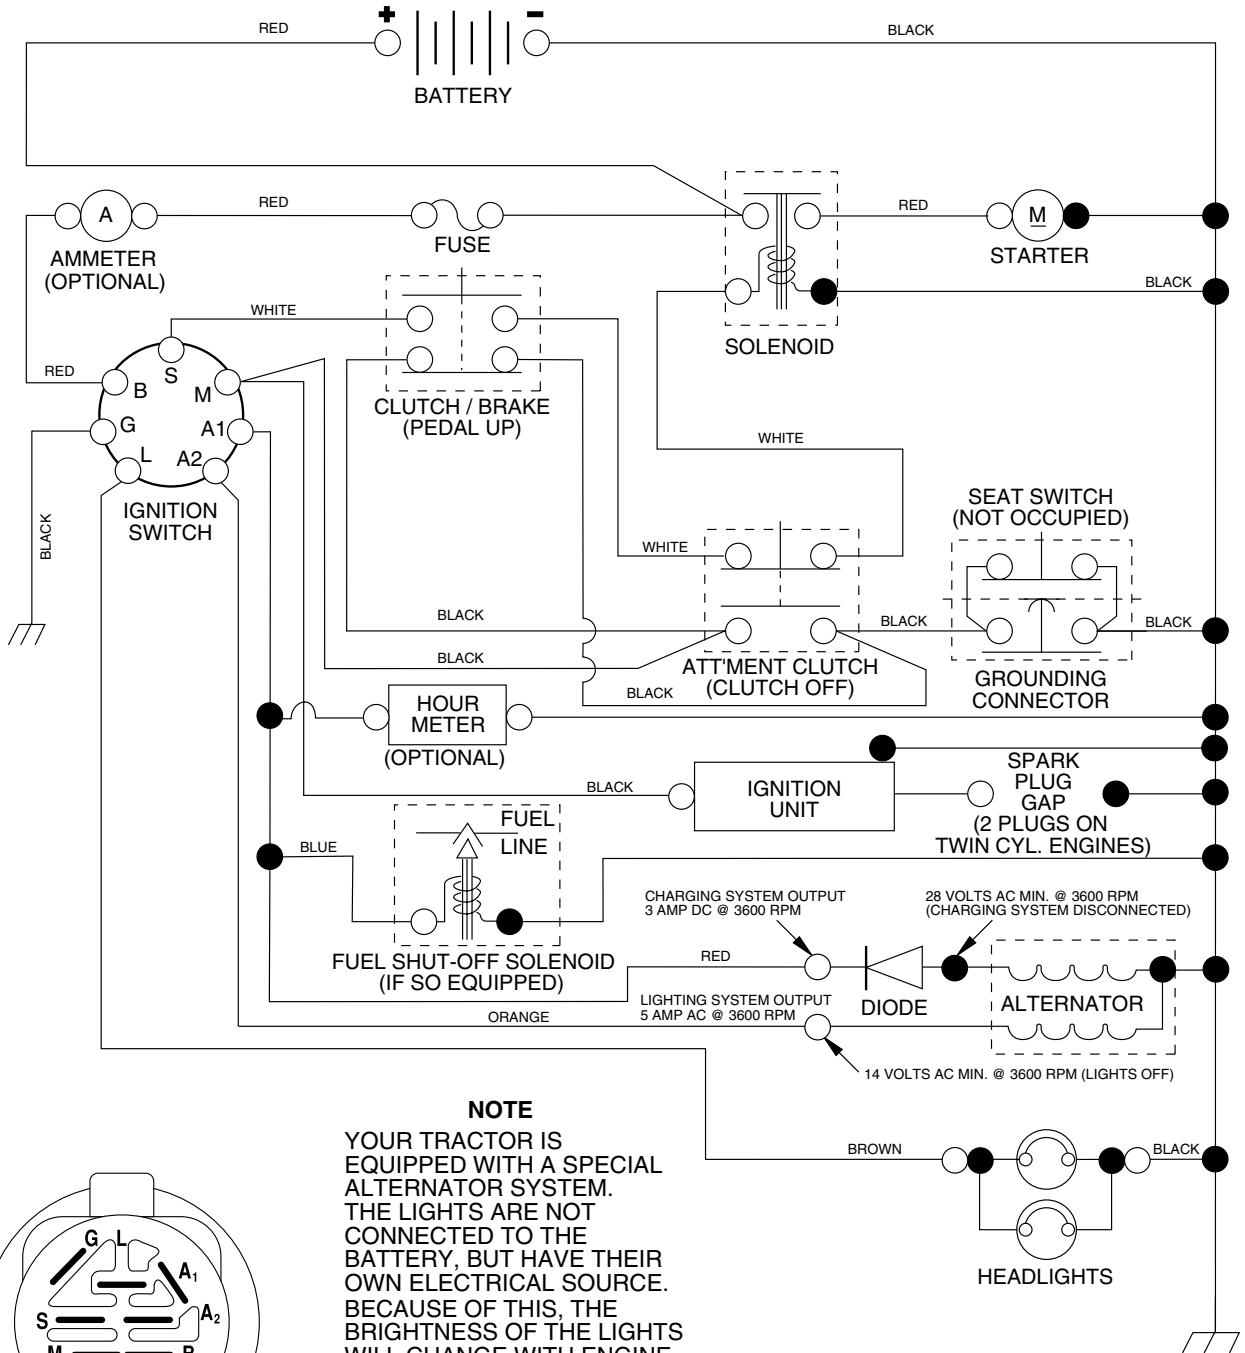 RED
+
-
BLACK
BATTERY
RED
A
FUSE
AMMETER
(OPTIONAL)
RED
M
STARTER
BLACK
SOLENOID
WHITE
RED
B
S
M
G
A1
L
A2
IGNITION
SWITCH
BLACK
CLUTCH / BRAKE
(PEDAL UP)
WHITE
WHITE
SEAT SWITCH
(NOT OCCUPIED)
BLACK
BLACK
BLACK
BLACK
ATT'MENT CLUTCH
(CLUTCH OFF)
GROUNDING
CONNECTOR
BLACK
HOUR
METER
(OPTIONAL)
BLACK
IGNITION
UNIT
SPARK
PLUG
GAP
(2 PLUGS ON
TWIN CYL. ENGINES)
BLUE
FUEL
LINE
FUEL SHUT-OFF SOLENOID
(IF SO EQUIPPED)
CHARGING SYSTEM OUTPUT
3 AMP DC @ 3600 RPM
28 VOLTS AC MIN. @ 3600 RPM
(CHARGING SYSTEM DISCONNECTED)
RED
DIODE
ALTERNATOR
LIGHTING SYSTEM OUTPUT
5 AMP AC @ 3600 RPM
ORANGE
14 VOLTS AC MIN. @ 3600 RPM (LIGHTS OFF)
BROWN
BLACK
HEADLIGHTS
NOTE
YOUR TRACTOR IS
EQUIPPED WITH A SPECIAL
ALTERNATOR SYSTEM.
THE LIGHTS ARE NOT
CONNECTED TO THE
BATTERY, BUT HAVE THEIR
OWN ELECTRICAL SOURCE.
BECAUSE OF THIS, THE
BRIGHTNESS OF THE LIGHTS
WILL CHANGE WITH ENGINE
G
L
A1
S
A2
M
B